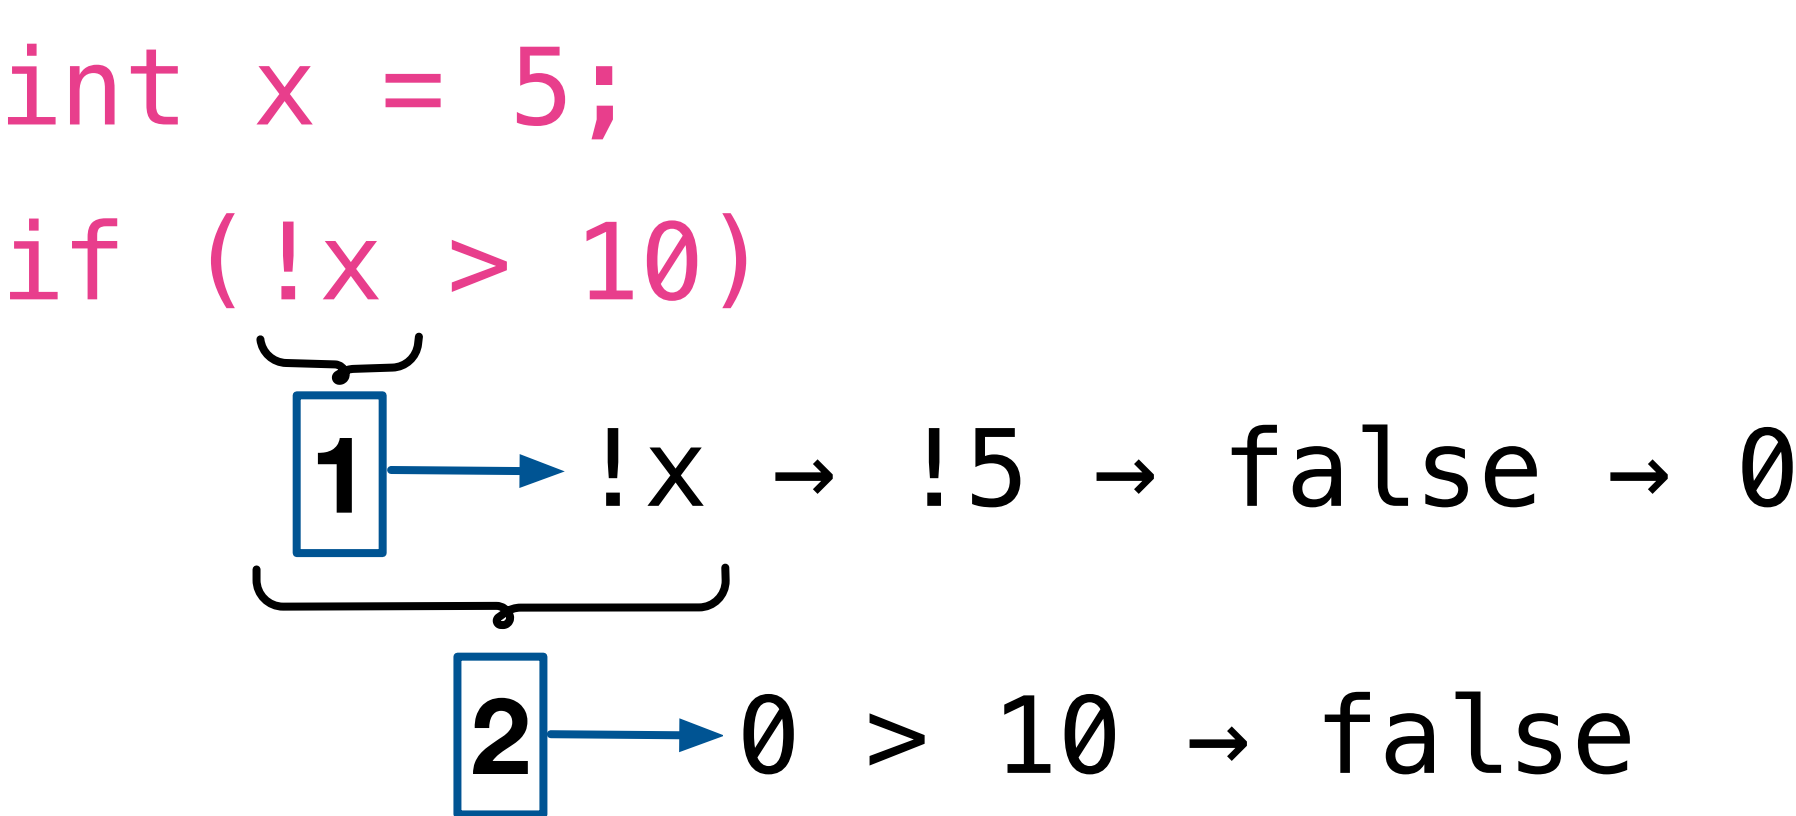 int x = 5;
if (!x > 10)
1 !x → !5 → false → 0
2 0 > 10 → false